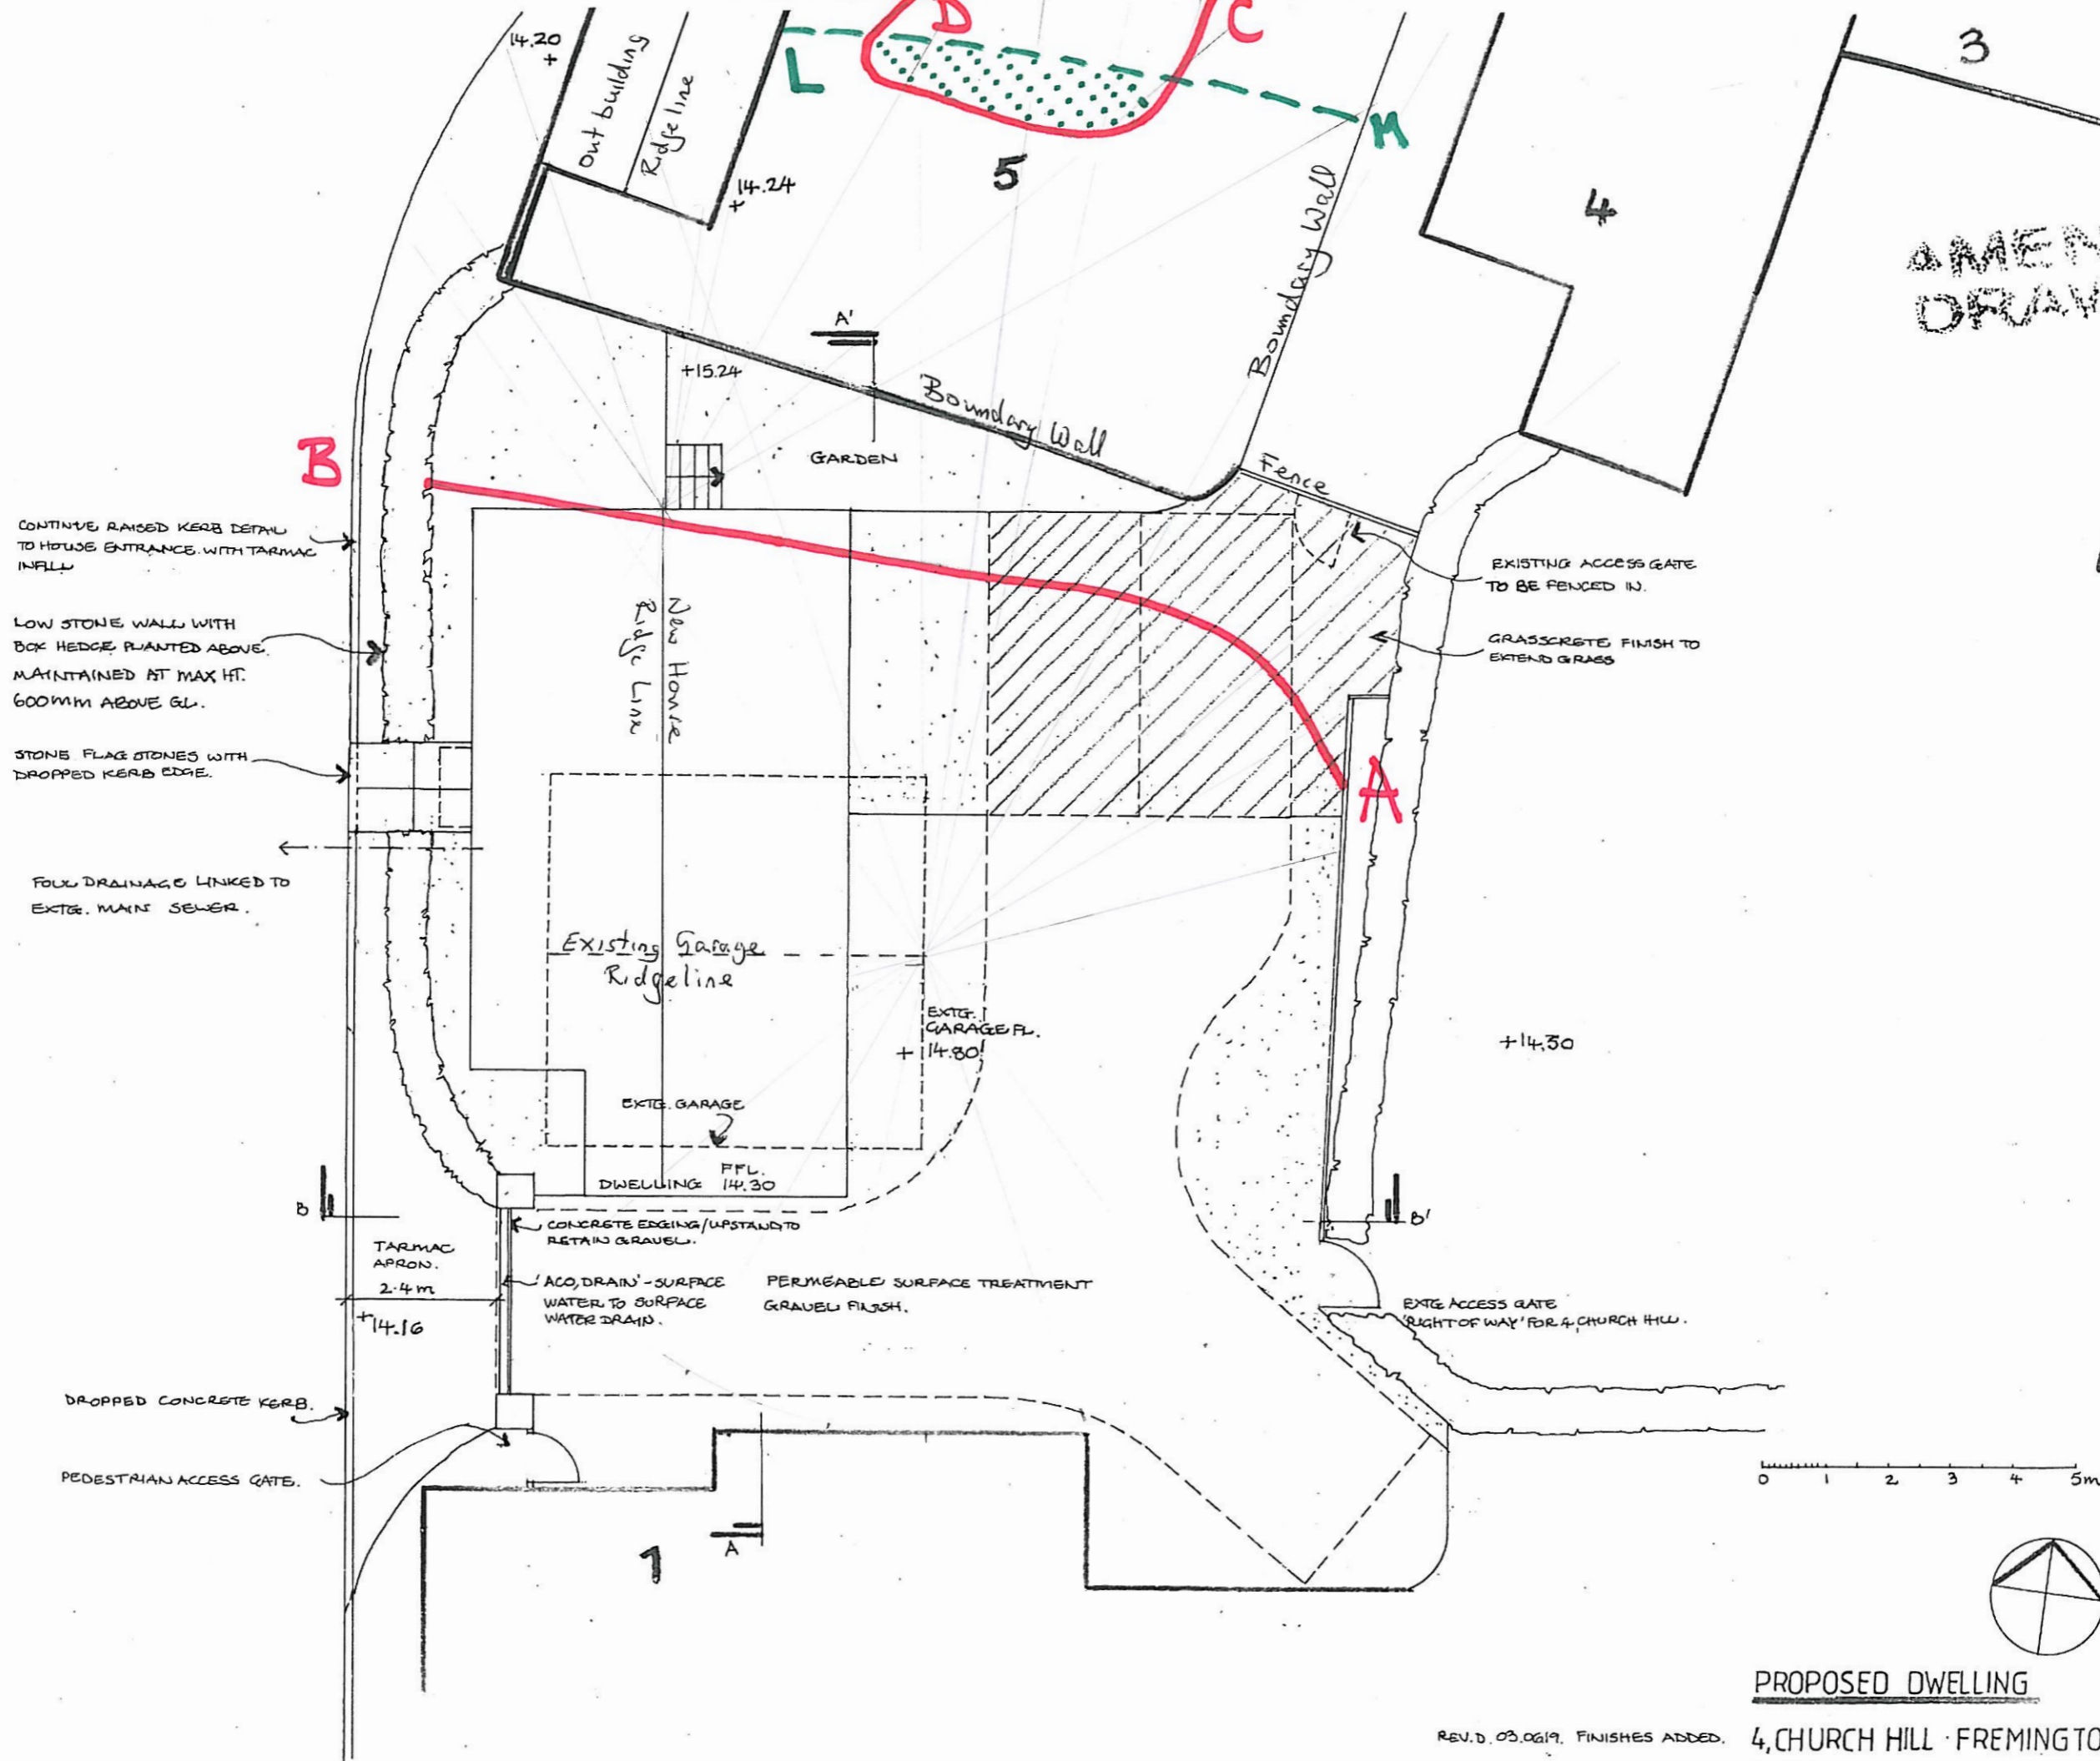 D
C
L
M
14.20
Out building
Ridge line
14.24
5
3
4
Boundary Wall
A'
+15.24
Boundary Wall
GARDEN
Fence
B
CONTINUE RAISED KERB DETAIL
TO HOUSE ENTRANCE WITH TARMAC
INFILL
LOW STONE WALL WITH
BOX HEDGE PLANTED ABOVE.
MAINTAINED AT MAX HT.
600mm ABOVE GL.
STONE FLAG STONES WITH
DROPPED KERB EDGE.
FOUL DRAINAGE LINKED TO
EXTG. MAIN SEWER.
New House
Ridge Line
EXISTING ACCESS GATE
TO BE FENCED IN.
GRASSCRETE FINISH TO
EXTEND GRASS
A
Existing Garage
Ridgeline
EXTG.
GARAGE FL.
+14.80
+14.50
EXTG. GARAGE
FFL.
DWELLING 14.30
B
B'
CONCRETE EDGING/UPSTAND TO
RETAIN GRAVEL.
TARMAC
APRON.
2.4m
+14.16
'ACO, DRAIN' - SURFACE
WATER TO SURFACE
WATER DRAIN.
PERMEABLE SURFACE TREATMENT
GRAVEL FINISH.
EXTG ACCESS GATE
'RIGHT OF WAY' FOR 4, CHURCH HILL.
DROPPED CONCRETE KERB.
PEDESTRIAN ACCESS GATE.
A
1
0 1 2 3 4 5m
PROPOSED DWELLING
REV.D. 03.0619. FINISHES ADDED.
4, CHURCH HILL · FREMINGTO